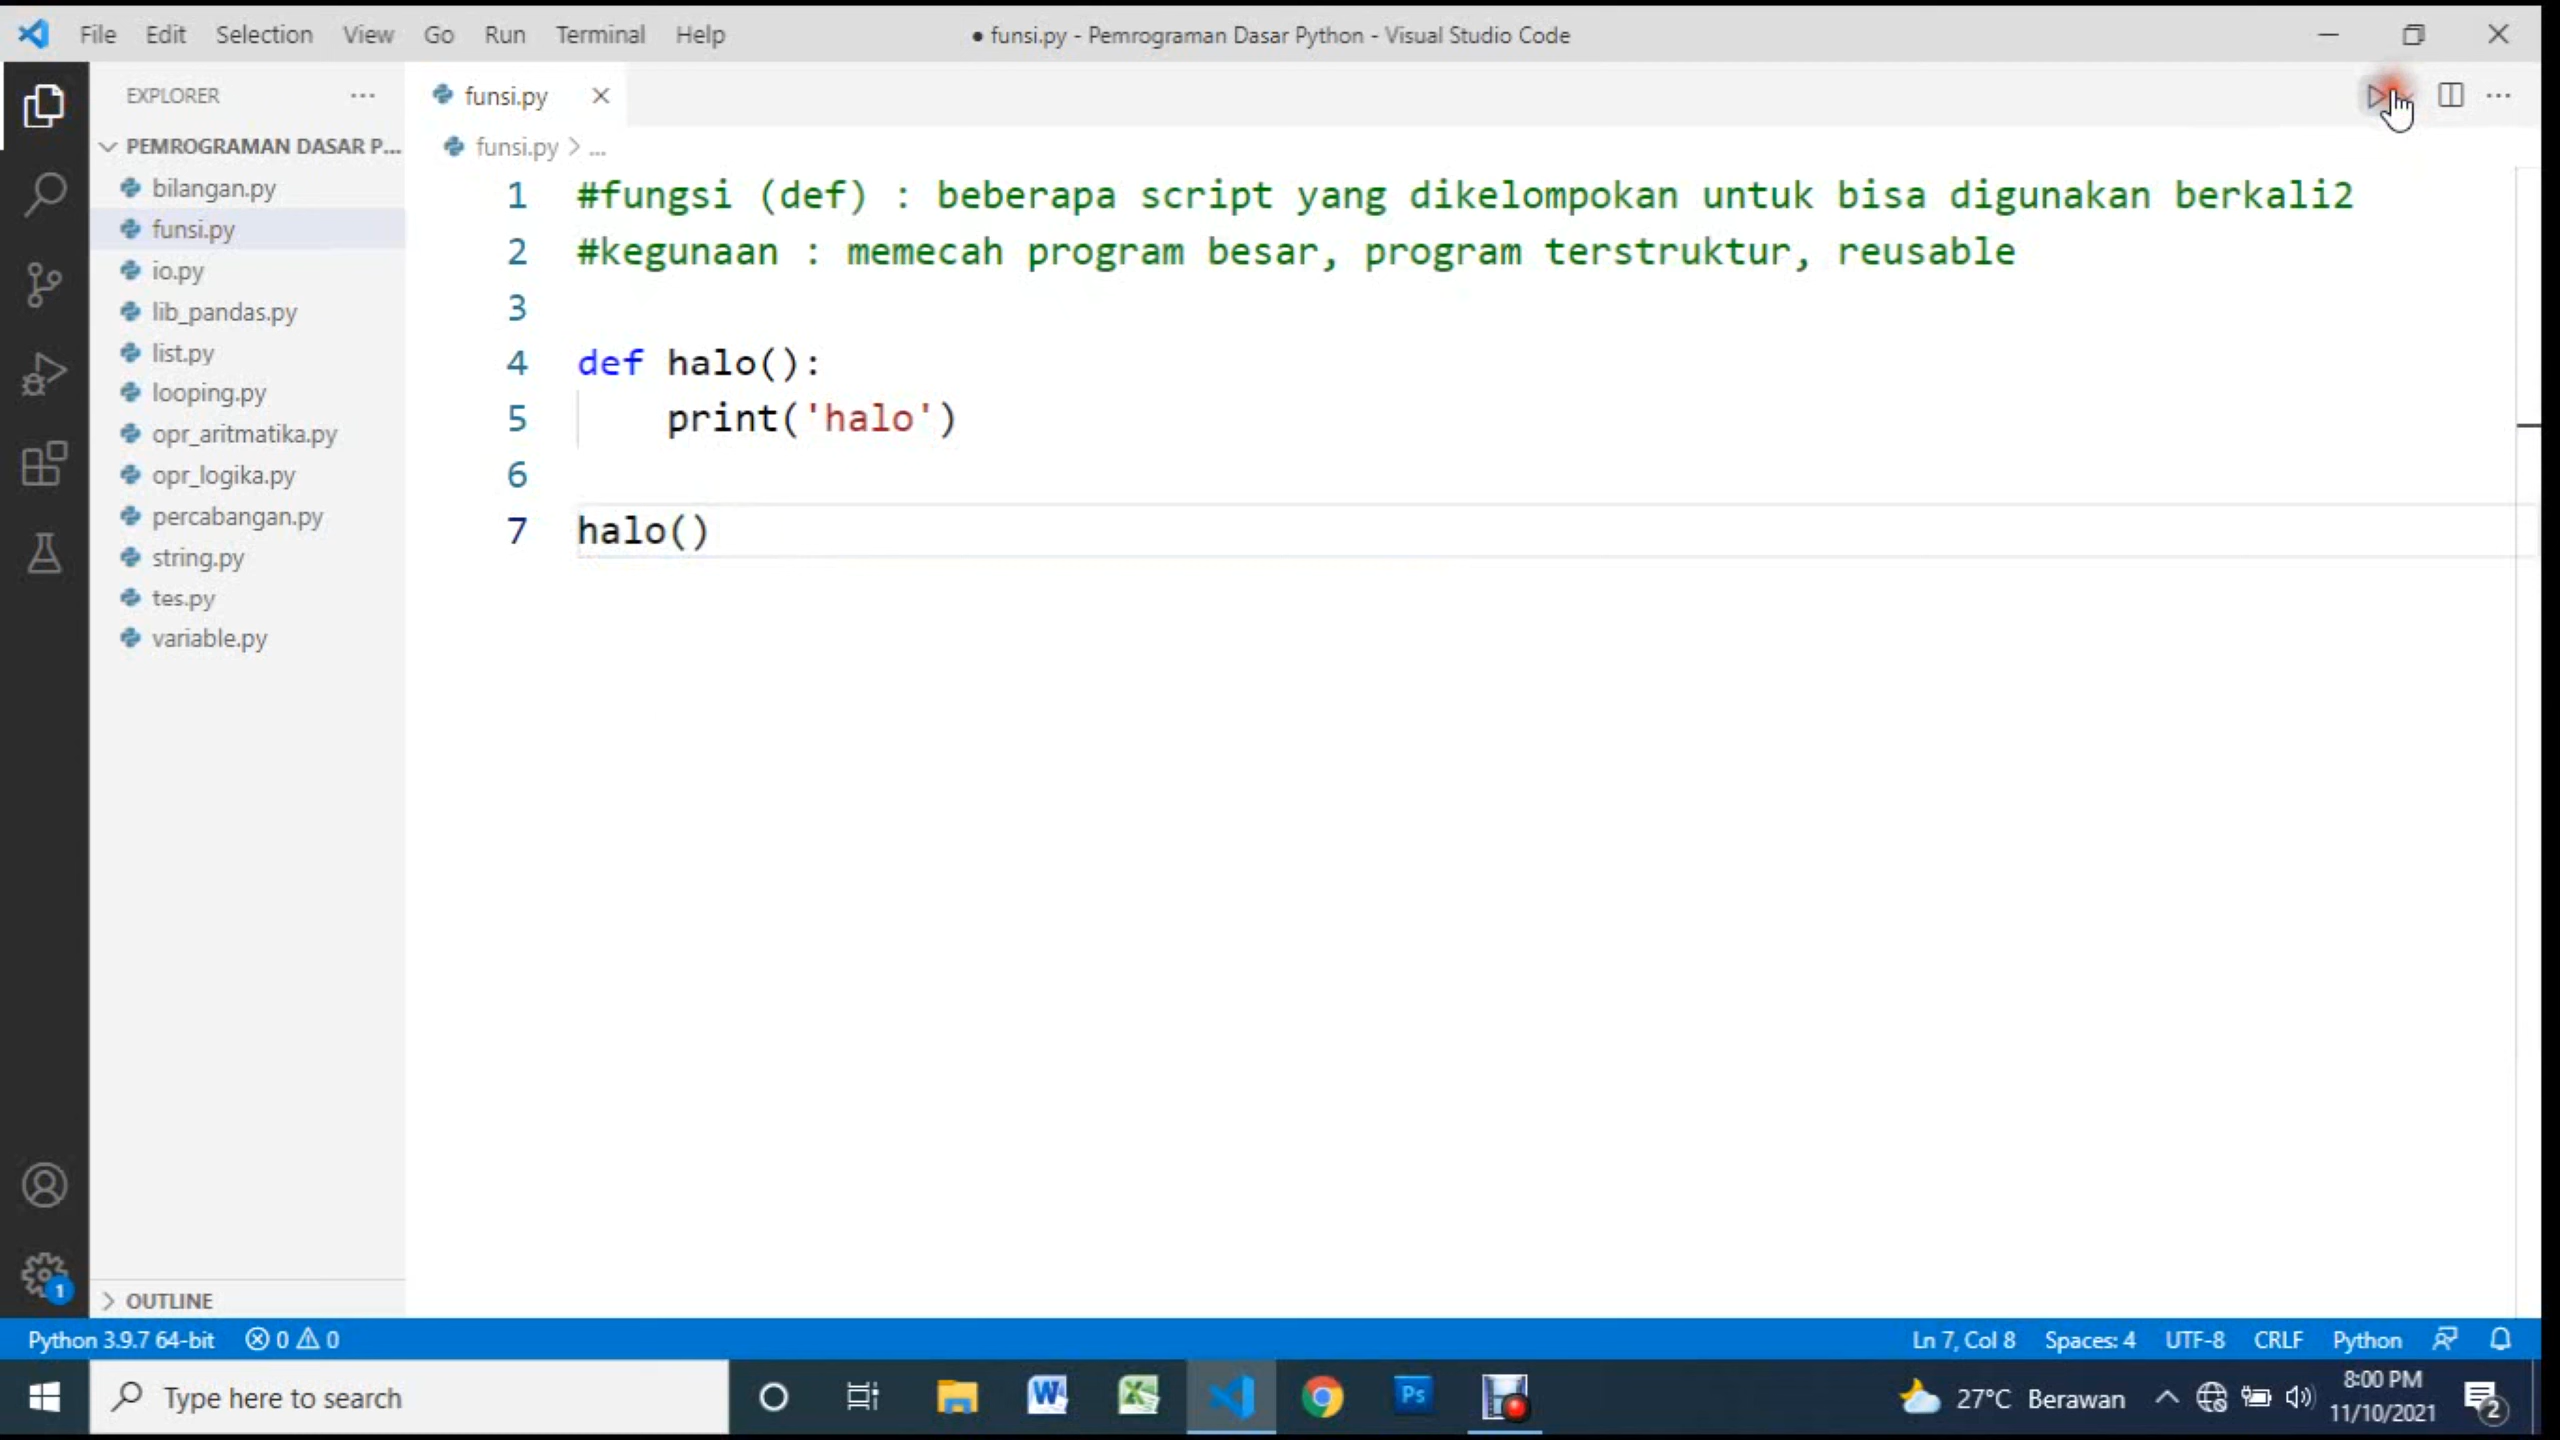 File Edit Selection View Go Run Terminal Help
● funsi.py - Pemrograman Dasar Python - Visual Studio Code
EXPLORER ...
funsi.py
PEMROGRAMAN DASAR P...
bilangan.py
funsi.py
io.py
lib_pandas.py
list.py
looping.py
opr_aritmatika.py
opr_logika.py
percabangan.py
string.py
tes.py
variable.py
OUTLINE
funsi.py > ...
1 #fungsi (def) : beberapa script yang dikelompokan untuk bisa digunakan berkali2
2 #kegunaan : memecah program besar, program terstruktur, reusable
3
4 def halo():
5     print('halo')
6
7 halo()
1
Python 3.9.7 64-bit 0 0
Ln 7, Col 8 Spaces: 4 UTF-8 CRLF Python
Type here to search
W
X
Ps
27°C Berawan
8:00 PM
11/10/2021
2